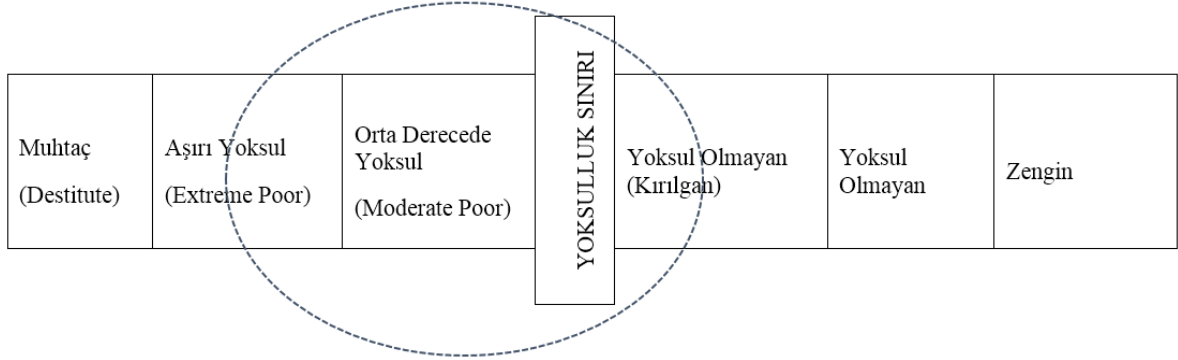 Muhtaç
(Destitute)
Aşırı Yoksul
(Extreme Poor)
Orta Derecede
Yoksul
(Moderate Poor)
YOKSULLUK SINIRI
Yoksul Olmayan
(Kırılgan)
Yoksul
Olmayan
Zengin